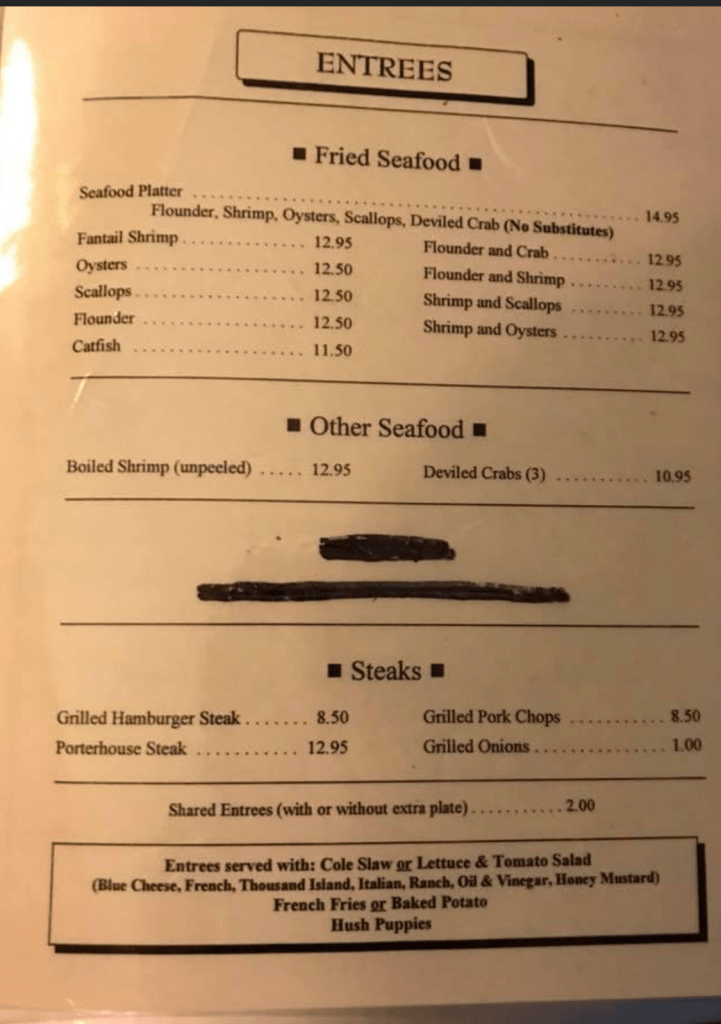 ENTREES
■ Fried Seafood ■
Seafood Platter ........................................ 14.95
Flounder, Shrimp, Oysters, Scallops, Deviled Crab (No Substitutes)
Fantail Shrimp ............. 12.95
Oysters .................. 12.50
Scallops .................. 12.50
Flounder .................. 12.50
Catfish .................. 11.50
Flounder and Crab .......... 12.95
Flounder and Shrimp ........ 12.95
Shrimp and Scallops ........ 12.95
Shrimp and Oysters ......... 12.95
■ Other Seafood ■
Boiled Shrimp (unpeeled) ..... 12.95
Deviled Crabs (3) ........... 10.95
■ Steaks ■
Grilled Hamburger Steak ....... 8.50
Porterhouse Steak ........... 12.95
Grilled Pork Chops ........... 8.50
Grilled Onions ............... 1.00
Shared Entrees (with or without extra plate) ........... 2.00
Entrees served with: Cole Slaw or Lettuce & Tomato Salad
(Blue Cheese, French, Thousand Island, Italian, Ranch, Oil & Vinegar, Honey Mustard)
French Fries or Baked Potato
Hush Puppies